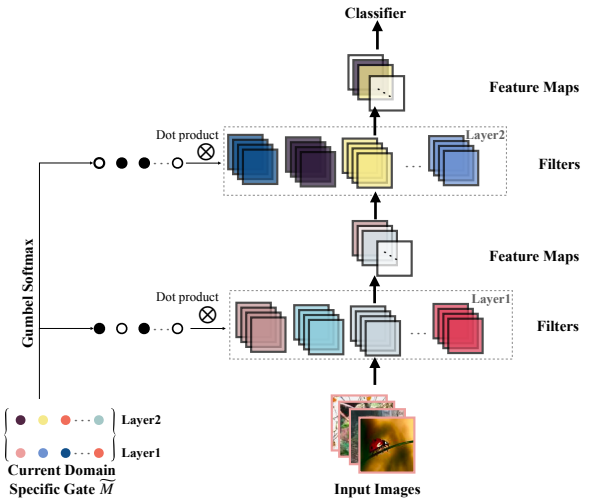 Classifier
Feature Maps
Layer2
Dot product
Filters
Gumbel Softmax
Feature Maps
Layer1
Dot product
Filters
Layer2
Layer1
Current Domain
Specific Gate M̃
Input Images